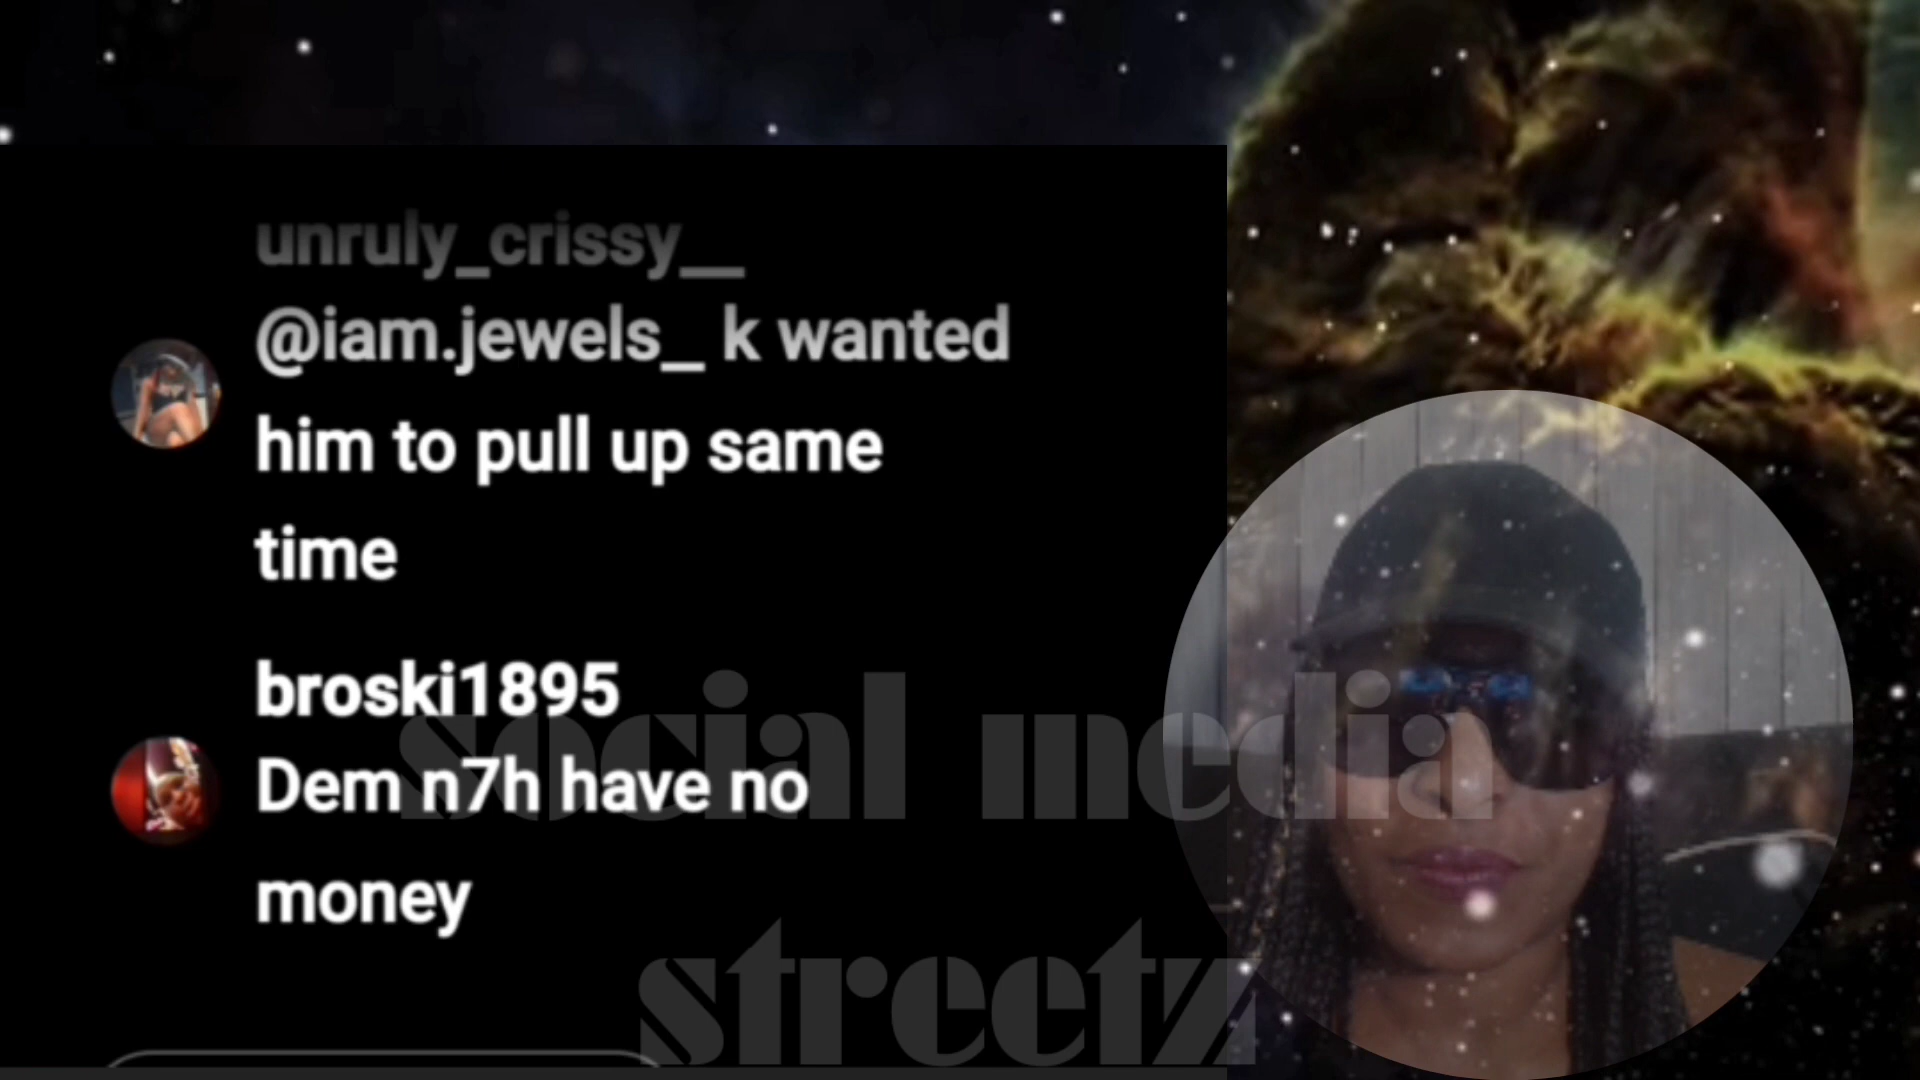 unruly_crissy__
@iam.jewels_ k wanted
him to pull up same
time
broski1895
Dem n7h have no
money
social media
streetz